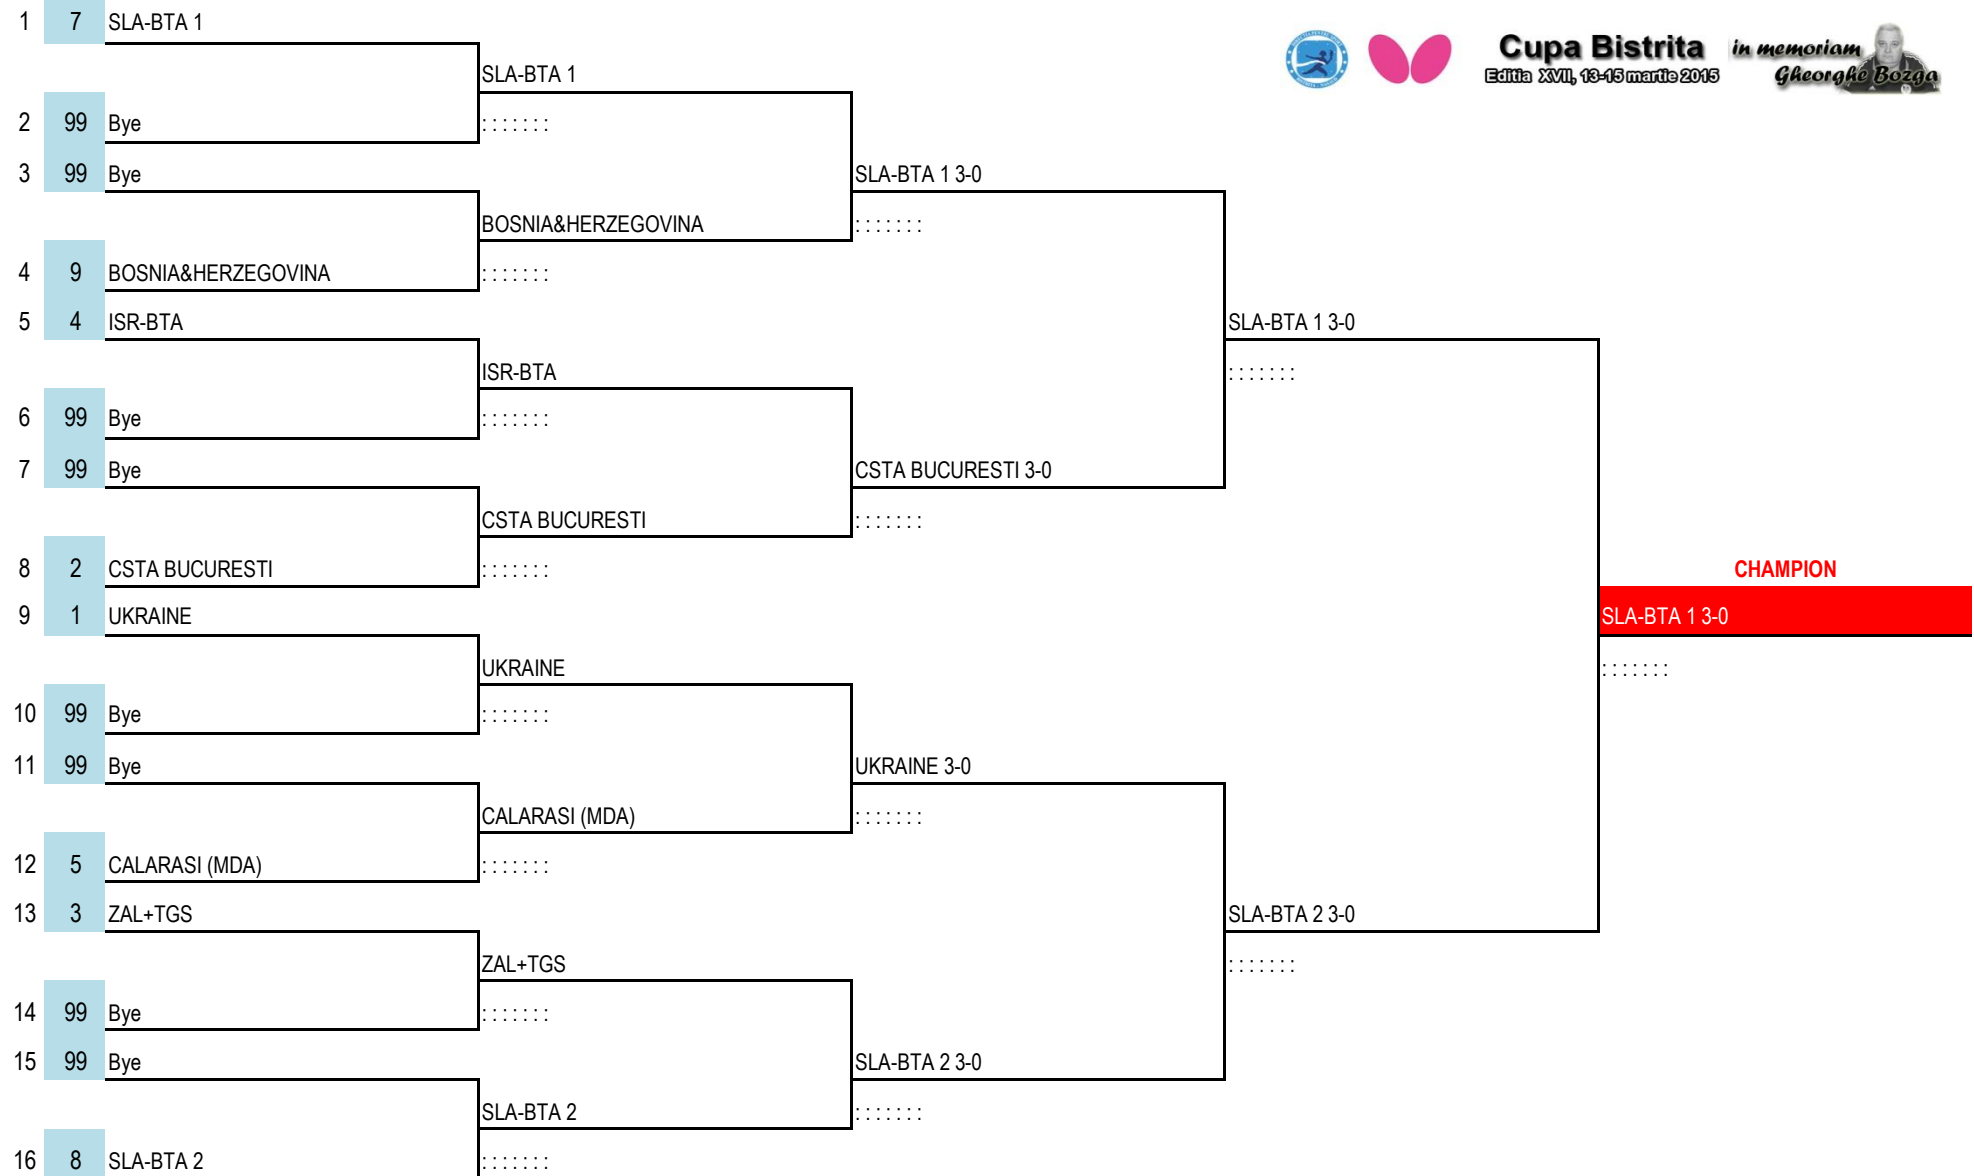 1 7 SLA-BTA 1
Cupa Bistrita in memoriam
Editia XVII, 13-15 martie 2015 Gheorghe Bozga
SLA-BTA 1
2 99 Bye : : : : : : :
3 99 Bye SLA-BTA 1 3-0
BOSNIA&HERZEGOVINA : : : : : : :
4 9 BOSNIA&HERZEGOVINA : : : : : : :
5 4 ISR-BTA SLA-BTA 1 3-0
ISR-BTA : : : : : : :
6 99 Bye : : : : : : :
7 99 Bye CSTA BUCURESTI 3-0
CSTA BUCURESTI : : : : : : :
8 2 CSTA BUCURESTI : : : : : : : CHAMPION
9 1 UKRAINE SLA-BTA 1 3-0
UKRAINE : : : : : : :
10 99 Bye : : : : : : :
11 99 Bye UKRAINE 3-0
CALARASI (MDA) : : : : : : :
12 5 CALARASI (MDA) : : : : : : :
13 3 ZAL+TGS SLA-BTA 2 3-0
ZAL+TGS : : : : : : :
14 99 Bye : : : : : : :
15 99 Bye SLA-BTA 2 3-0
SLA-BTA 2 : : : : : : :
16 8 SLA-BTA 2 : : : : : : :